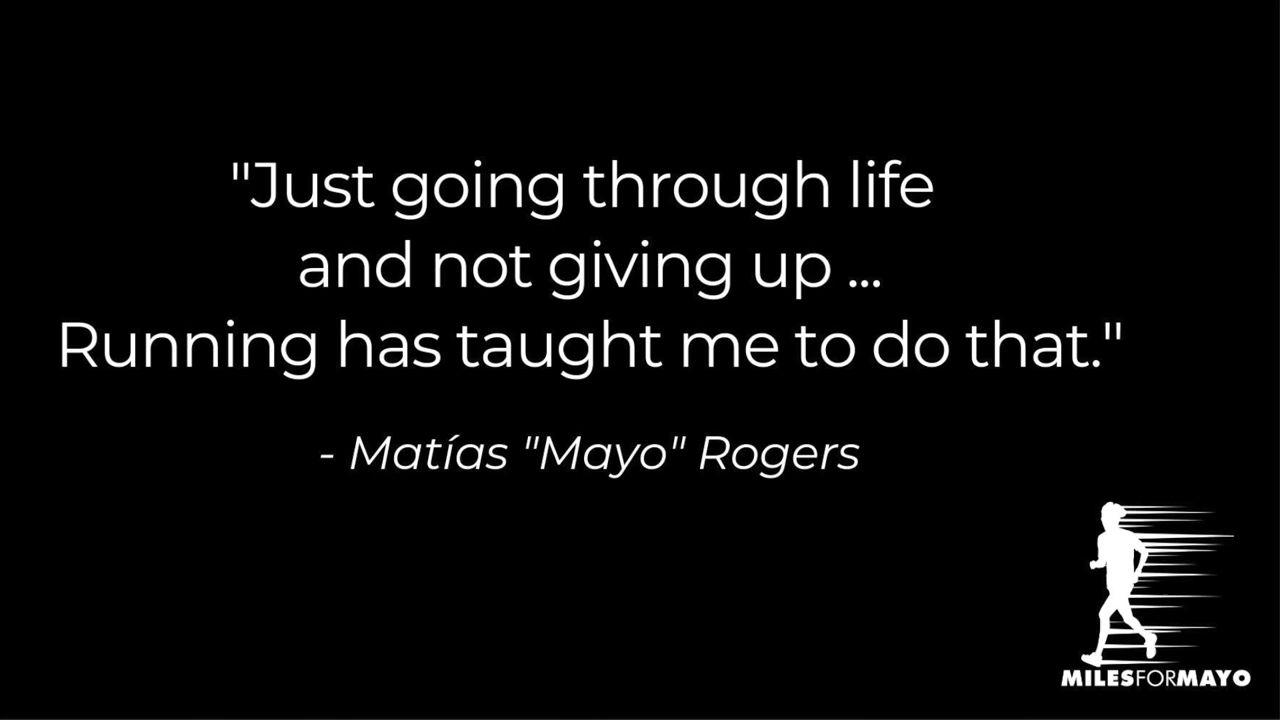 "Just going through life
and not giving up ...
Running has taught me to do that."
- Matías "Mayo" Rogers
MILESFORMAYO